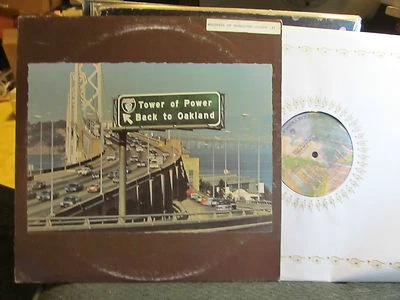 Tower of Power
Back to Oakland